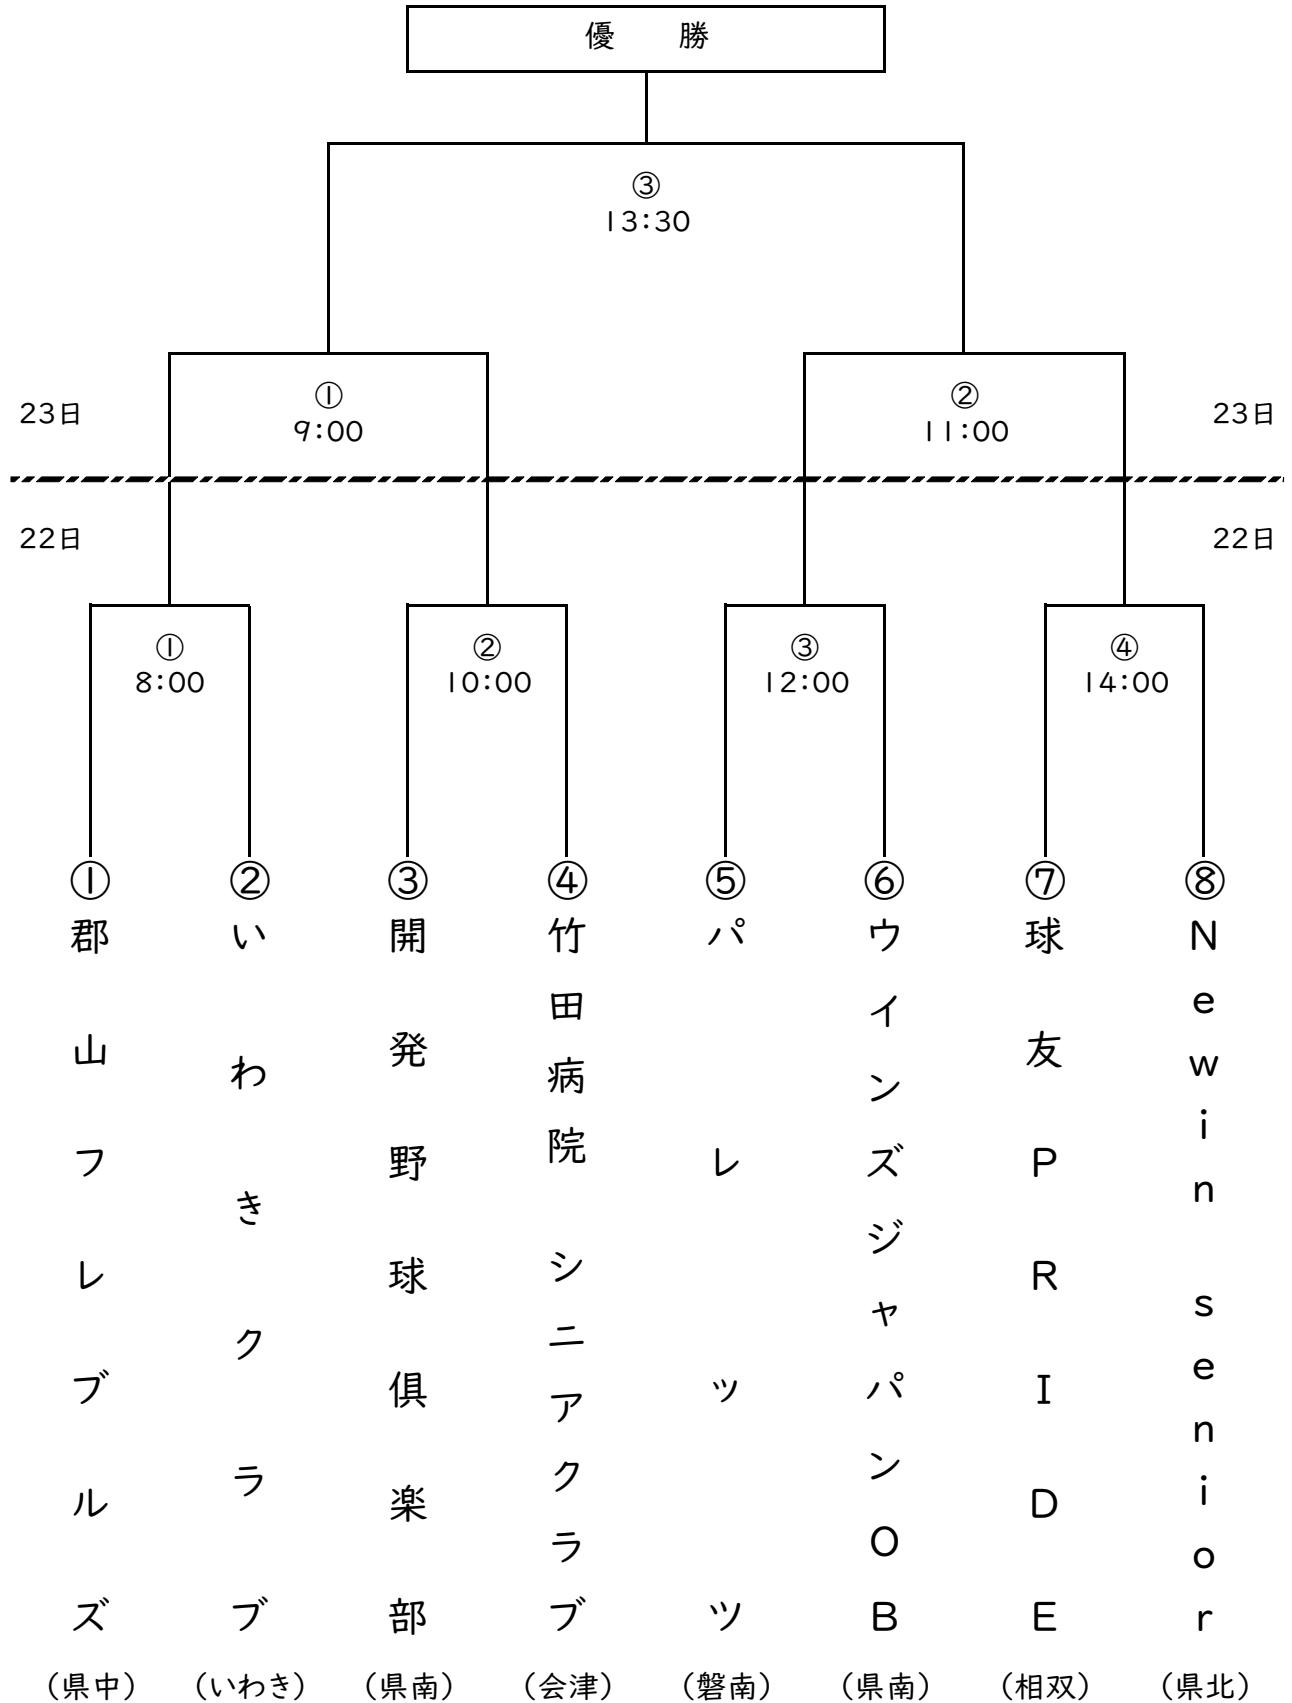 優　勝
③
13:30
①
9:00
②
11:00
23日
23日
22日
22日
①
8:00
②
10:00
③
12:00
④
14:00
①
郡山フレブルズ
(県中)
②
いわきクラブ
(いわき)
③
開発野球倶楽部
(県南)
④
竹田病院　シニアクラブ
(会津)
⑤
パレッツ
(磐南)
⑥
ウインズジャパンOB
(県南)
⑦
球友PRIDE
(相双)
⑧
Newin senior
(県北)